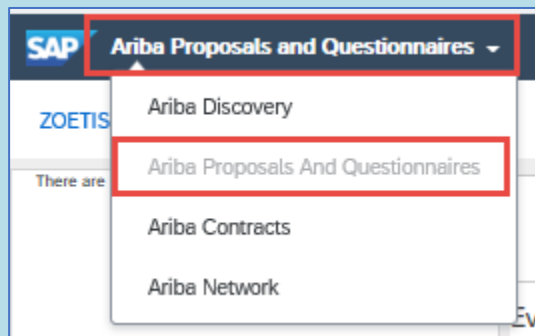 SAP Ariba Proposals and Questionnaires
Ariba Discovery
ZOETIS
Ariba Proposals And Questionnaires
There are
Ariba Contracts
Ariba Network
Ev